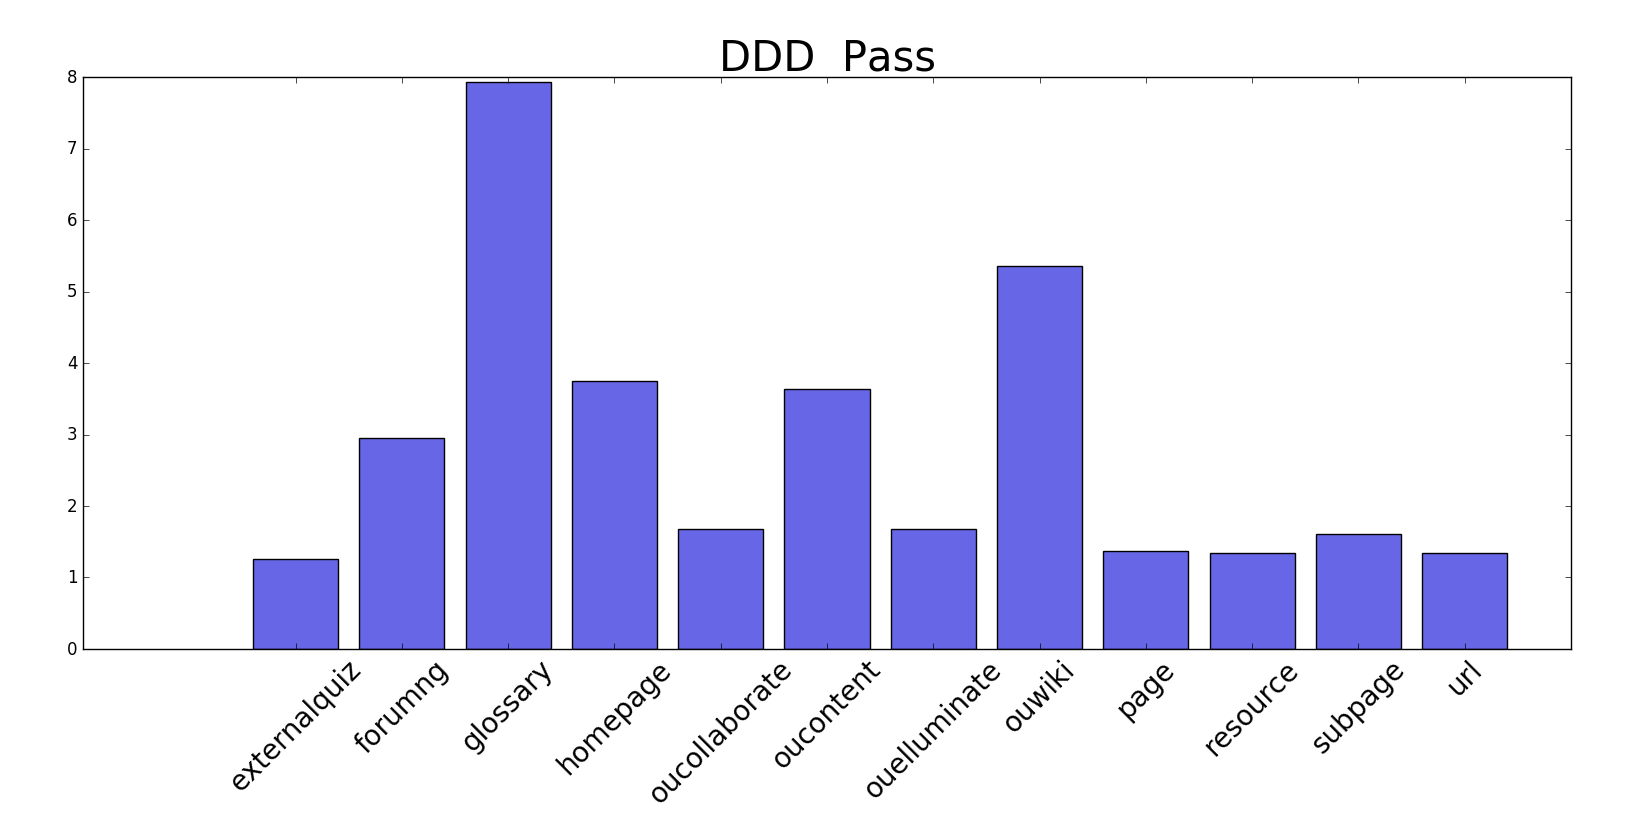 DDD  Pass
8
7
6
5
4
3
2
1
0
externalquiz
forumng
glossary
homepage
oucollaborate
oucontent
ouelluminate
ouwiki
page
resource
subpage
url